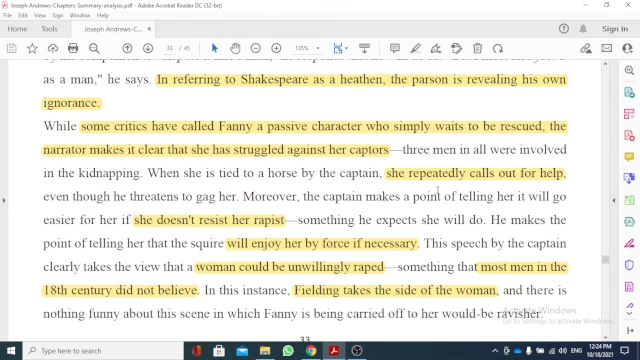 Joseph-Andrews-Chapters-Summary-analysis.pdf - Adobe Acrobat Reader DC (32-bit)
File Edit View Sign Window Help
Home Tools Joseph-Andrews-Ch... × Sign In
33 / 45 135%
as a man," he says. In referring to Shakespeare as a heathen, the parson is revealing his own
ignorance.
While some critics have called Fanny a passive character who simply waits to be rescued, the
narrator makes it clear that she has struggled against her captors—three men in all were involved
in the kidnapping. When she is tied to a horse by the captain, she repeatedly calls out for help,
even though he threatens to gag her. Moreover, the captain makes a point of telling her it will go
easier for her if she doesn't resist her rapist—something he expects she will do. He makes the
point of telling her that the squire will enjoy her by force if necessary. This speech by the captain
clearly takes the view that a woman could be unwillingly raped—something that most men in the
18th century did not believe. In this instance, Fielding takes the side of the woman, and there is
nothing funny about this scene in which Fanny is being carried off to her would-be ravisher.
Activate Windows
Go to Settings to activate Windows.
33
Type here to search
12:24 PM
10/18/2021